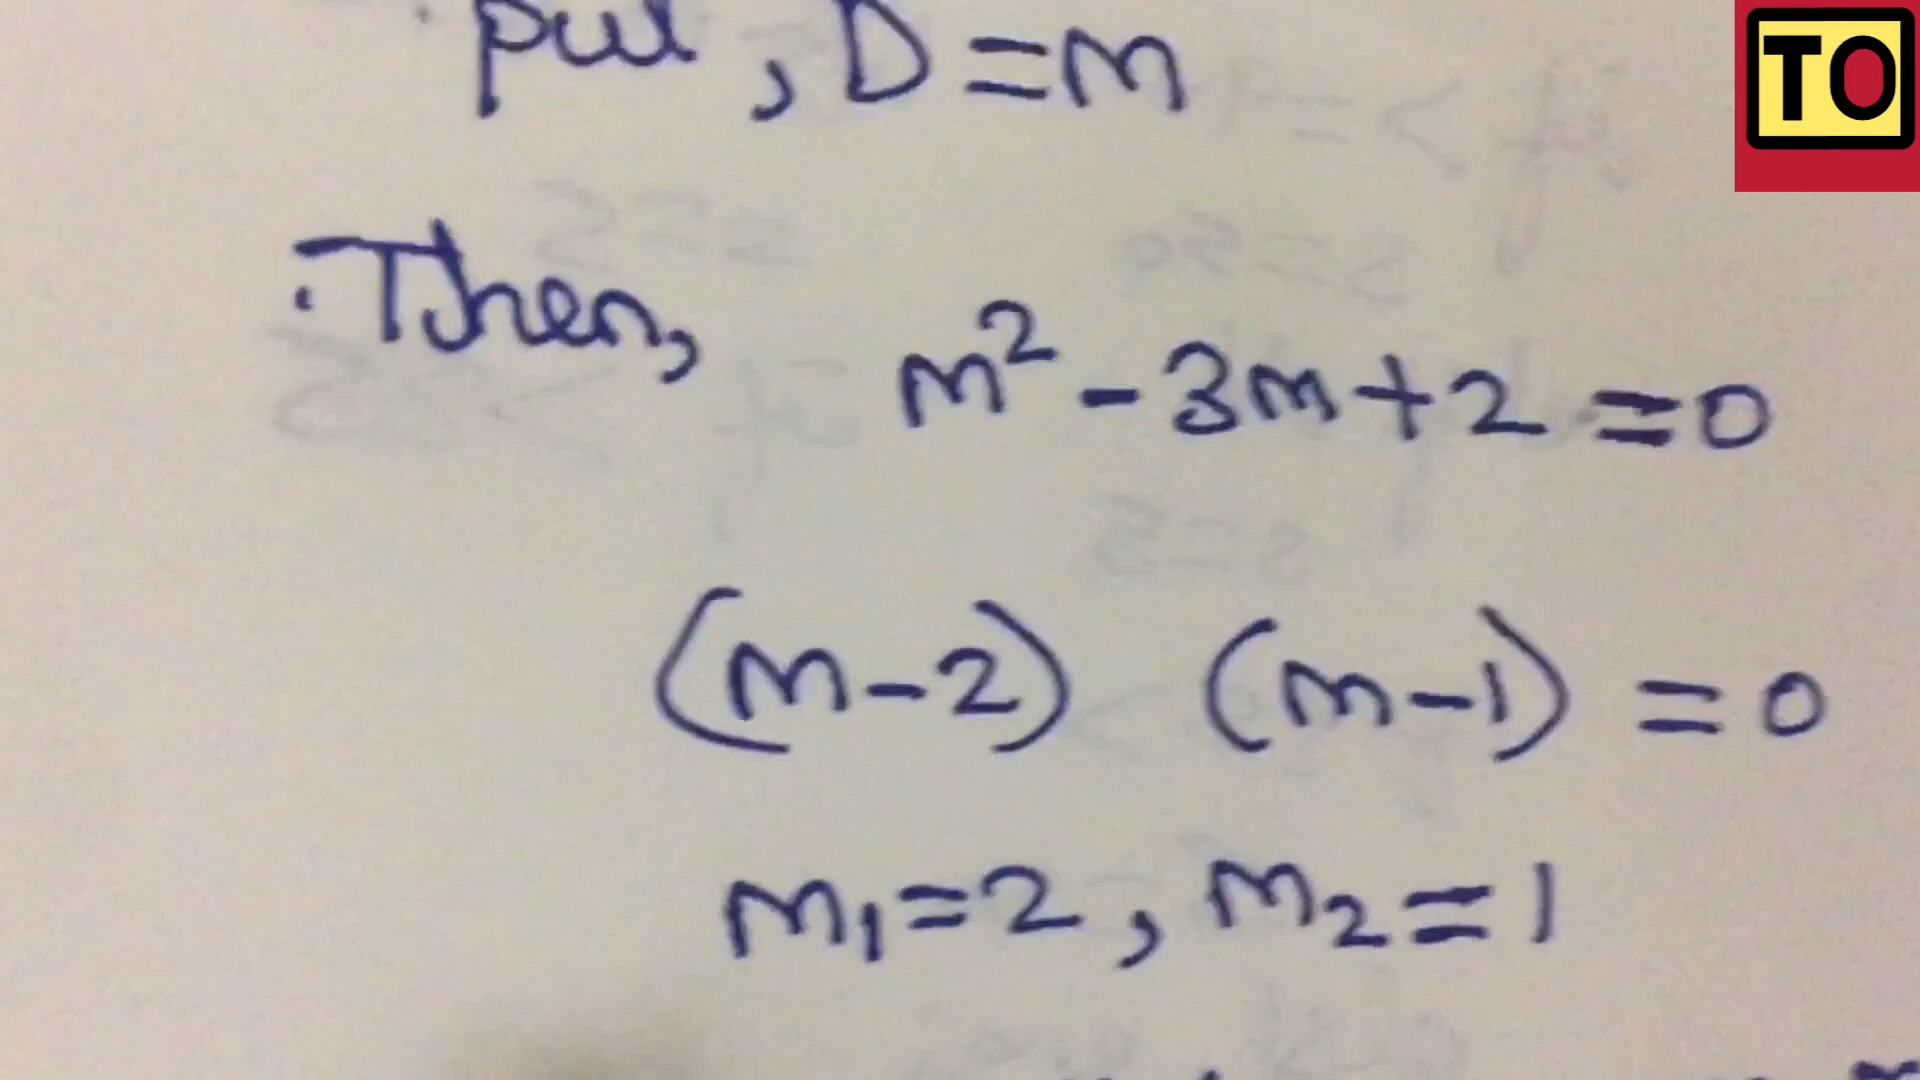 put, D=m
TO
Then,
m² - 3m + 2 = 0
(m-2) (m-1) = 0
m₁=2, m₂=1